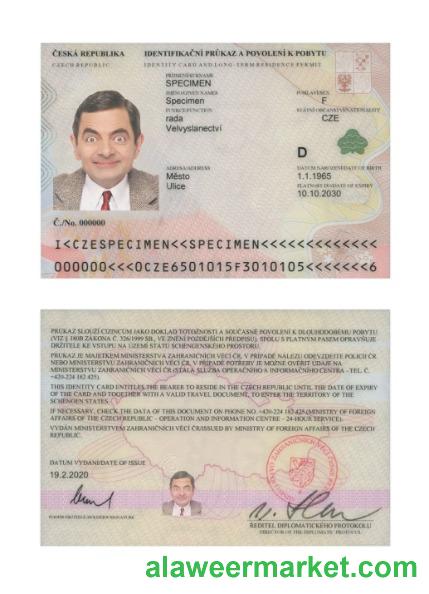 ČESKÁ REPUBLIKA
CZECH REPUBLIC
IDENTIFIKAČNÍ PRŮKAZ A POVOLENÍ K POBYTU
IDENTITY CARD AND LONG-TERM RESIDENCE PERMIT
PŘÍJMENÍ/SURNAME
SPECIMEN
JMÉNO/GIVEN NAMES
Specimen
POHLAVÍ/SEX
F
FUNKCE/FUNCTION
rada
Velvyslanectví
STÁTNÍ OBČANSTVÍ/NATIONALITY
CZE
D
ADRESA/ADDRESS
Město
Ulice
DATUM NAROZENÍ/DATE OF BIRTH
1.1.1965
PLATNOST DO/DATE OF EXPIRY
10.10.2030
Č./No. 000000
I<CZESPECIMEN<<SPECIMEN<<<<<<<<<<<<<
000000<<<0CZE6501015F3010105<<<<<<<6
PRŮKAZ SLOUŽÍ CIZINCŮM JAKO DOKLAD TOTOŽNOSTI A SOUČASNĚ POVOLENÍ K DLOUHODOBÉMU POBYTU
(VIZ § 180B ZÁKONA Č. 326/1999 SB., VE ZNĚNÍ POZDĚJŠÍCH PŘEDPISŮ). SPOLU S PLATNÝM PASEM OPRAVŇUJE
DRŽITELE KE VSTUPU NA ÚZEMÍ STÁTŮ SCHENGENSKÉHO PROSTORU.
PRŮKAZ JE MAJETKEM MINISTERSTVA ZAHRANIČNÍCH VĚCÍ ČR, V PŘÍPADĚ NÁLEZU ODEVZDEJTE POLICII ČR
NEBO MINISTERSTVU ZAHRANIČNÍCH VĚCÍ ČR. V PŘÍPADĚ POTŘEBY JE MOŽNÉ OVĚŘIT ÚDAJE NA
MINISTERSTVU ZAHRANIČNÍCH VĚCÍ ČR (STÁLÁ SLUŽBA OPERAČNÍHO A INFORMAČNÍHO CENTRA - TEL. Č.
+420-224 182 425).
THIS IDENTITY CARD ENTITLES THE BEARER TO RESIDE IN THE CZECH REPUBLIC UNTIL THE DATE OF EXPIRY
OF THE CARD AND TOGETHER WITH A VALID TRAVEL DOCUMENT, TO ENTER THE TERRITORY OF THE
SCHENGEN STATES.
IF NECESSARY, CHECK THE DATA OF THIS DOCUMENT ON PHONE NO. +420-224 182 425 (MINISTRY OF FOREIGN
AFFAIRS OF THE CZECH REPUBLIC - OPERATION AND INFORMATION CENTRE - 24-HOUR SERVICE).
VYDÁN MINISTERSTVEM ZAHRANIČNÍCH VĚCÍ ČR/ISSUED BY MINISTRY OF FOREIGN AFFAIRS OF THE CZECH
REPUBLIC.
DATUM VYDÁNÍ/DATE OF ISSUE
19.2.2020
PODPIS DRŽITELE/HOLDER'S SIGNATURE
ŘEDITEL DIPLOMATICKÉHO PROTOKOLU
DIRECTOR OF THE DIPLOMATIC PROTOCOL
alaweermarket.com